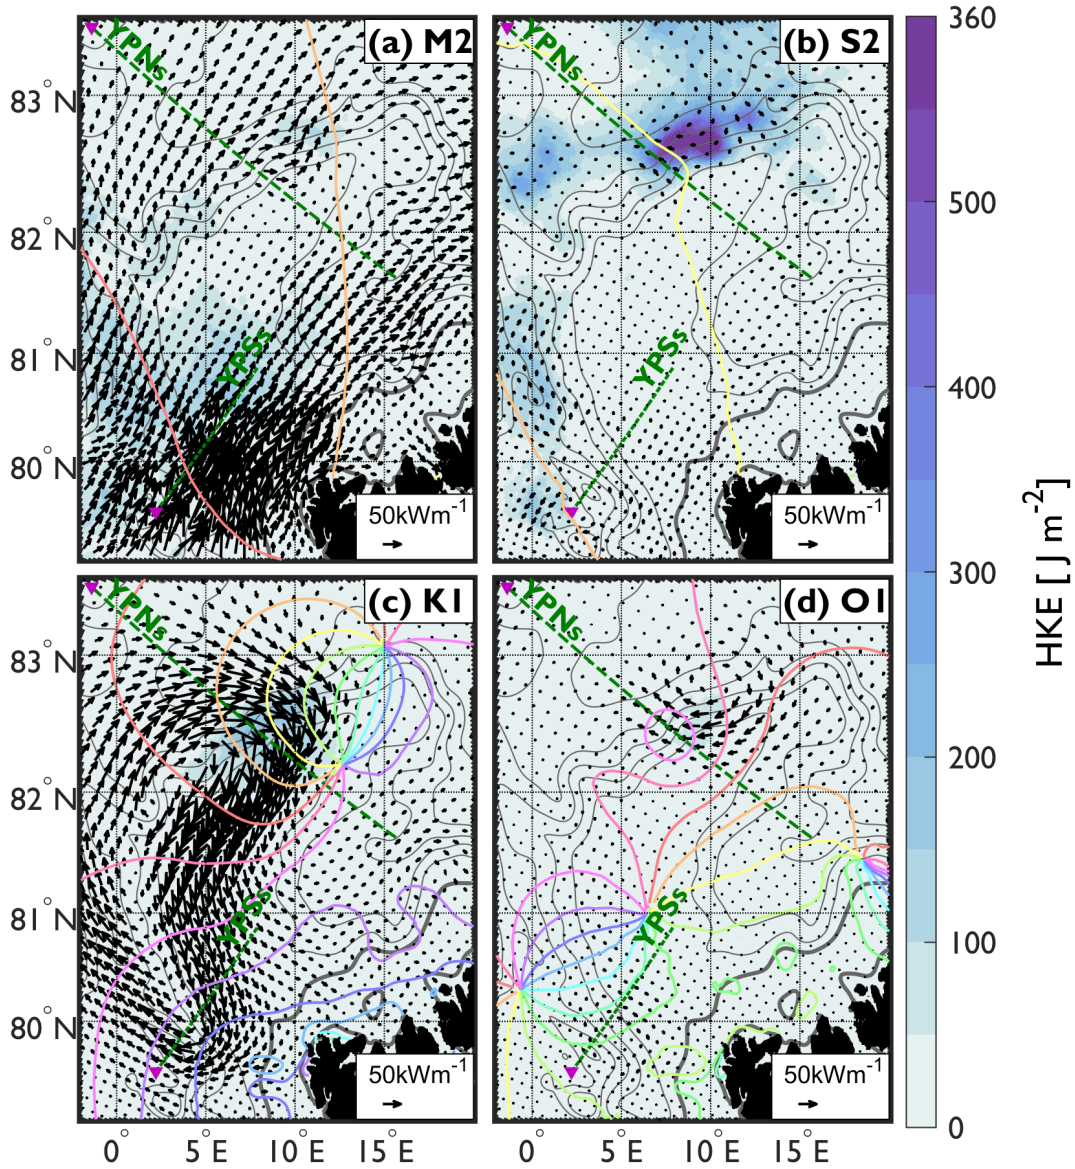 (a) M2
(b) S2
YPNs
YPNs
YPSs
YPSs
50kWm-1
50kWm-1
83°N
82°N
81°N
80°N
(c) K1
(d) O1
YPNs
YPNs
YPSs
YPSs
50kWm-1
50kWm-1
83°N
82°N
81°N
80°N
0° 5°E 10°E 15°E
0° 5°E 10°E 15°E
360
500
400
300
200
100
0
HKE [J m-2]